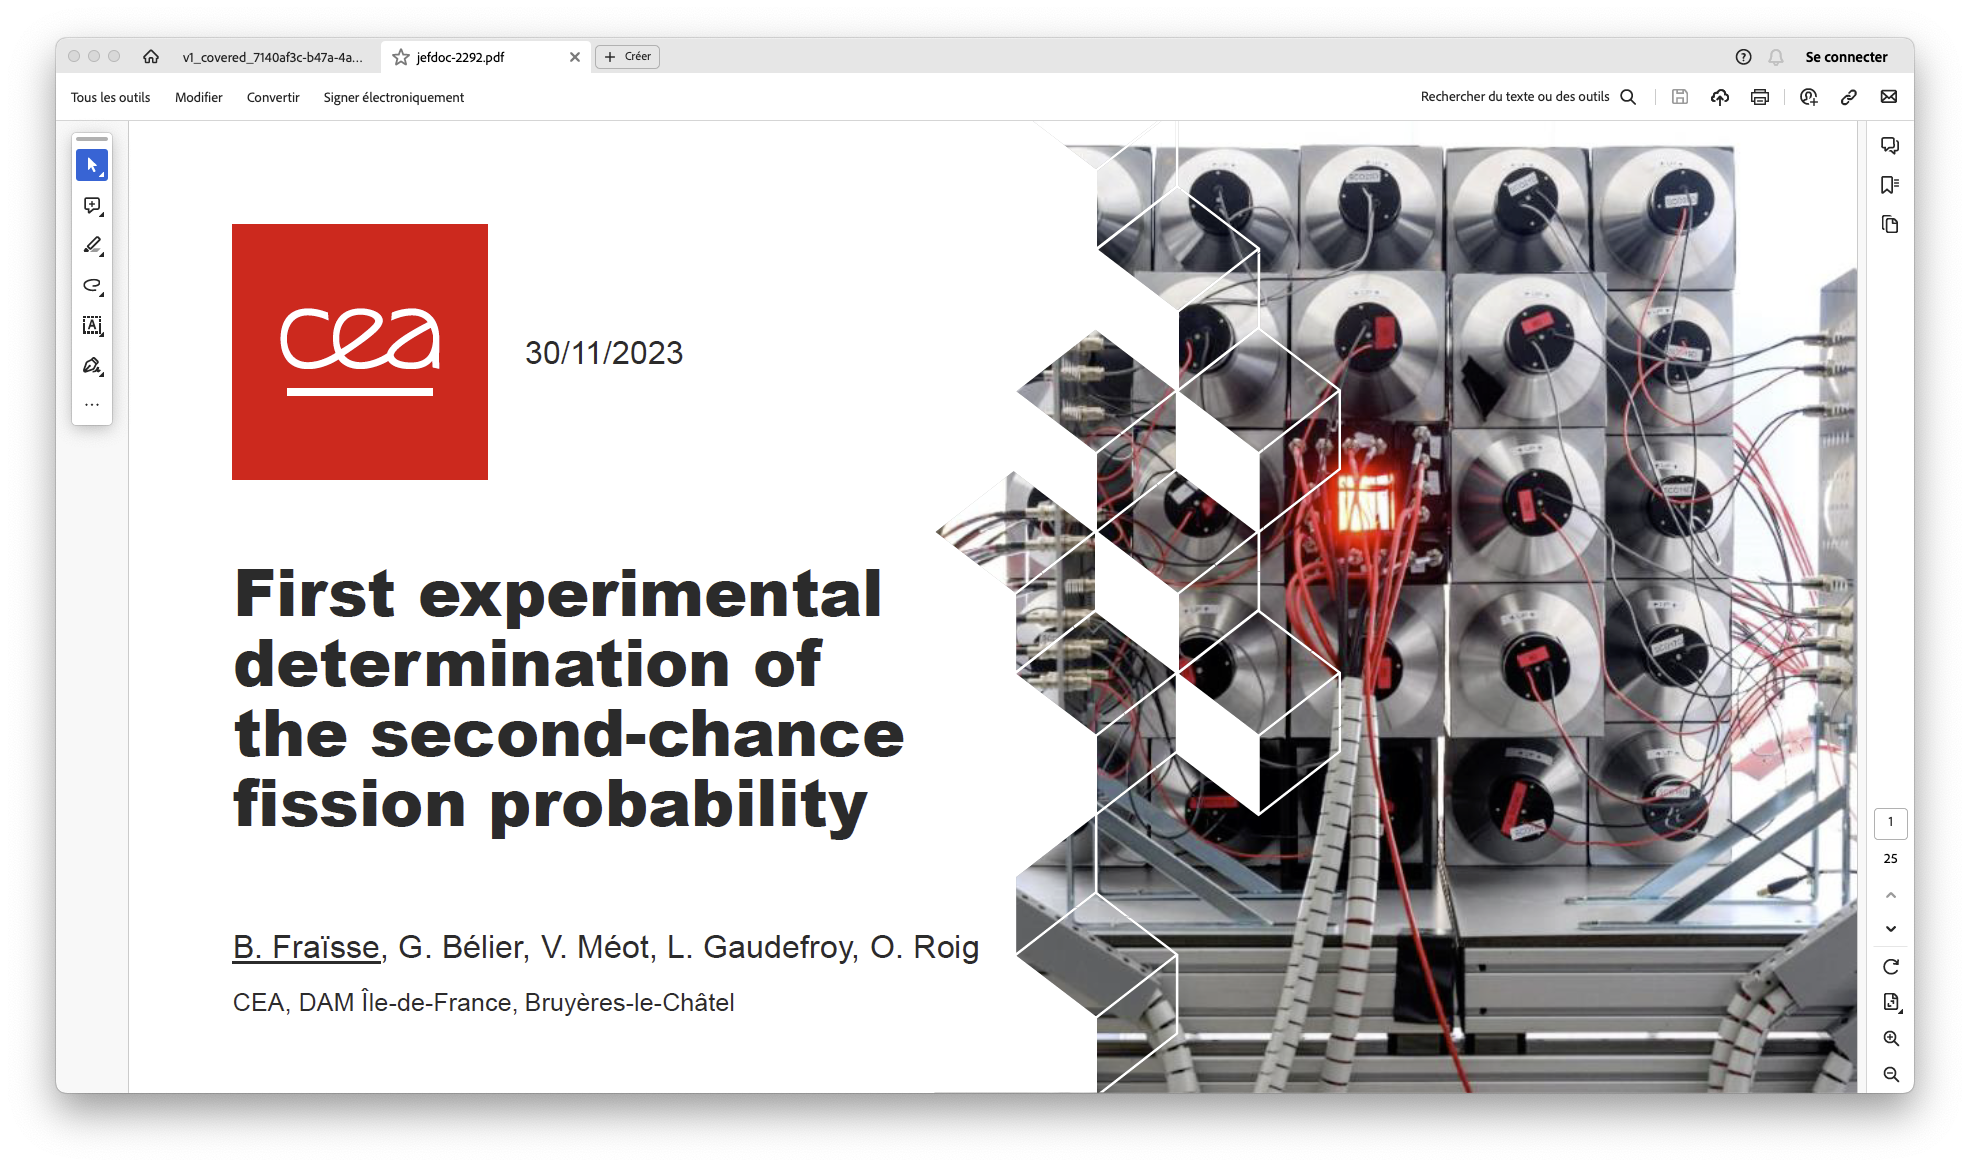 v1_covered_7140af3c-b47a-4a...
jefdoc-2292.pdf
Créer
Se connecter
Tous les outils
Modifier
Convertir
Signer électroniquement
Rechercher du texte ou des outils
cea
30/11/2023
First experimental
determination of
the second-chance
fission probability
B. Fraïsse, G. Bélier, V. Méot, L. Gaudefroy, O. Roig
CEA, DAM Île-de-France, Bruyères-le-Châtel
1
25